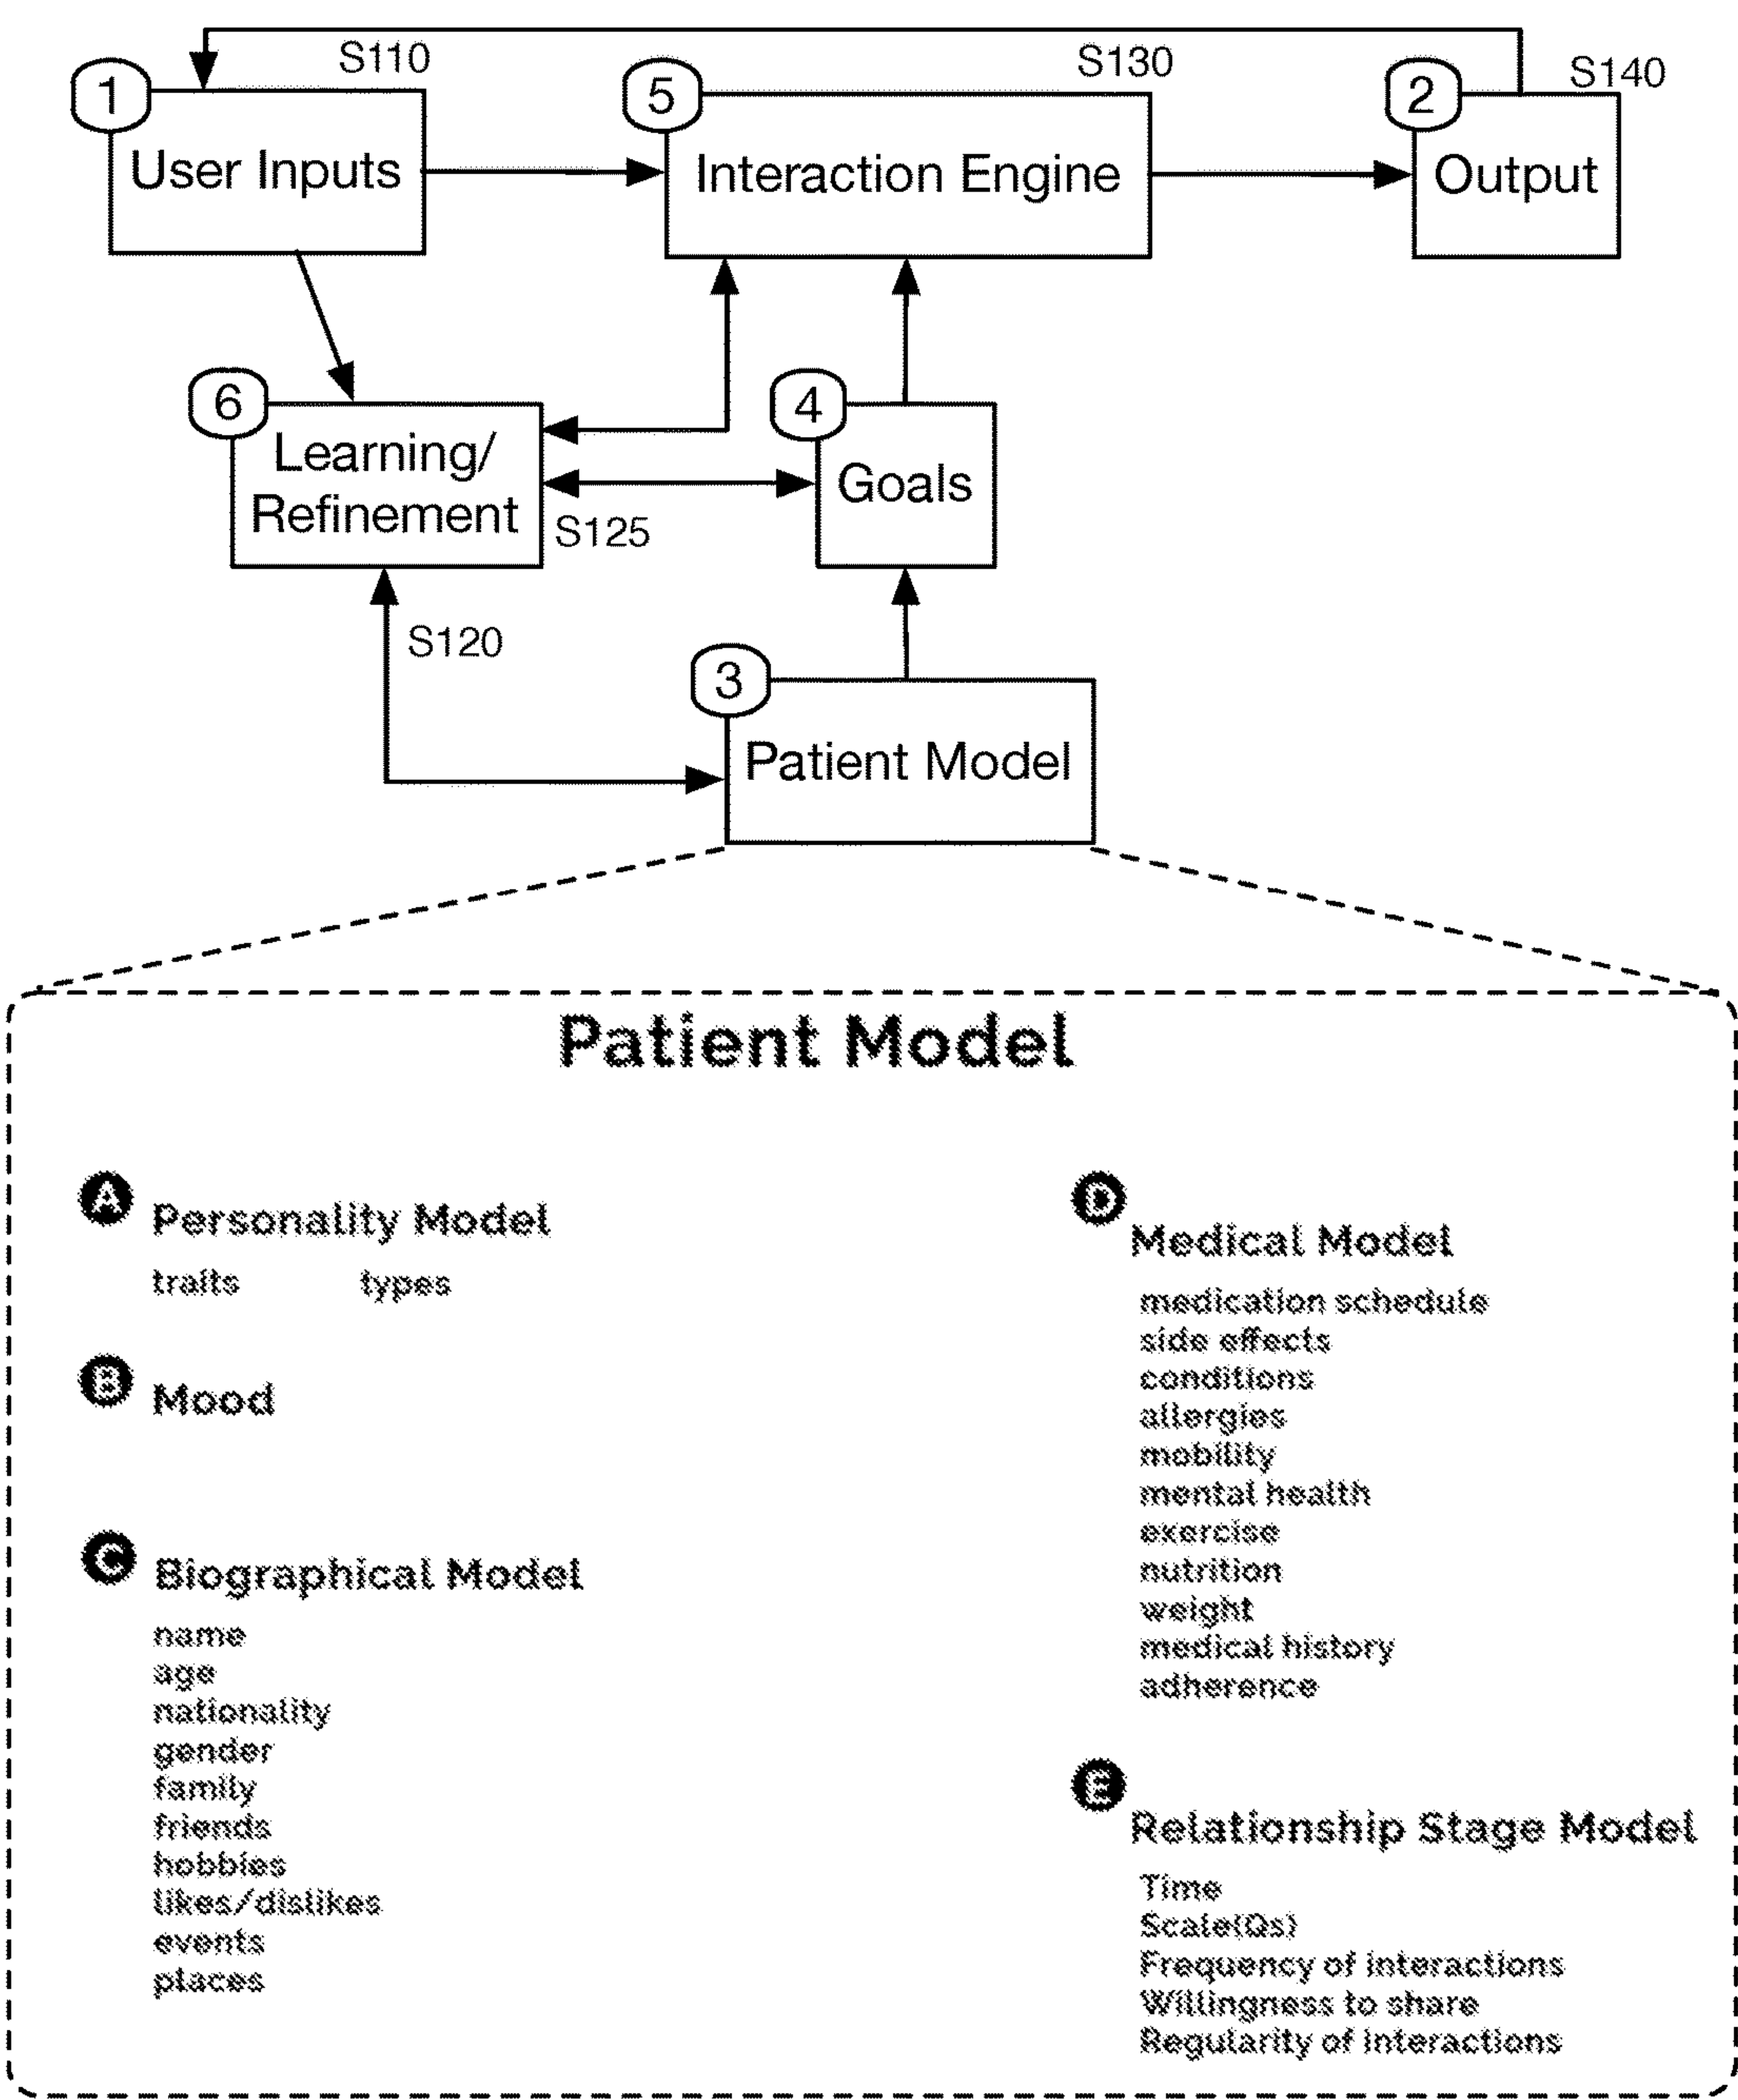 S110
S130
S140
1
User Inputs
5
Interaction Engine
2
Output
6
Learning/
Refinement
4
Goals
S125
S120
3
Patient Model
Patient Model
A
Personality Model
traits types
B
Mood
C
Biographical Model
name
age
nationality
gender
family
friends
hobbies
likes/dislikes
events
places
D
Medical Model
medication schedule
side effects
conditions
allergies
mobility
mental health
exercise
nutrition
weight
medical history
adherence
E
Relationship Stage Model
Time
Scale(Qs)
Frequency of interactions
Willingness to share
Regularity of interactions